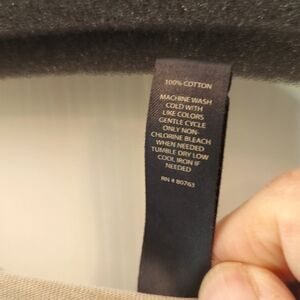 100% COTTON
MACHINE WASH
COLD WITH
LIKE COLORS
GENTLE CYCLE
ONLY NON-
CHLORINE BLEACH
WHEN NEEDED
TUMBLE DRY LOW
COOL IRON IF
NEEDED
RN # 80763